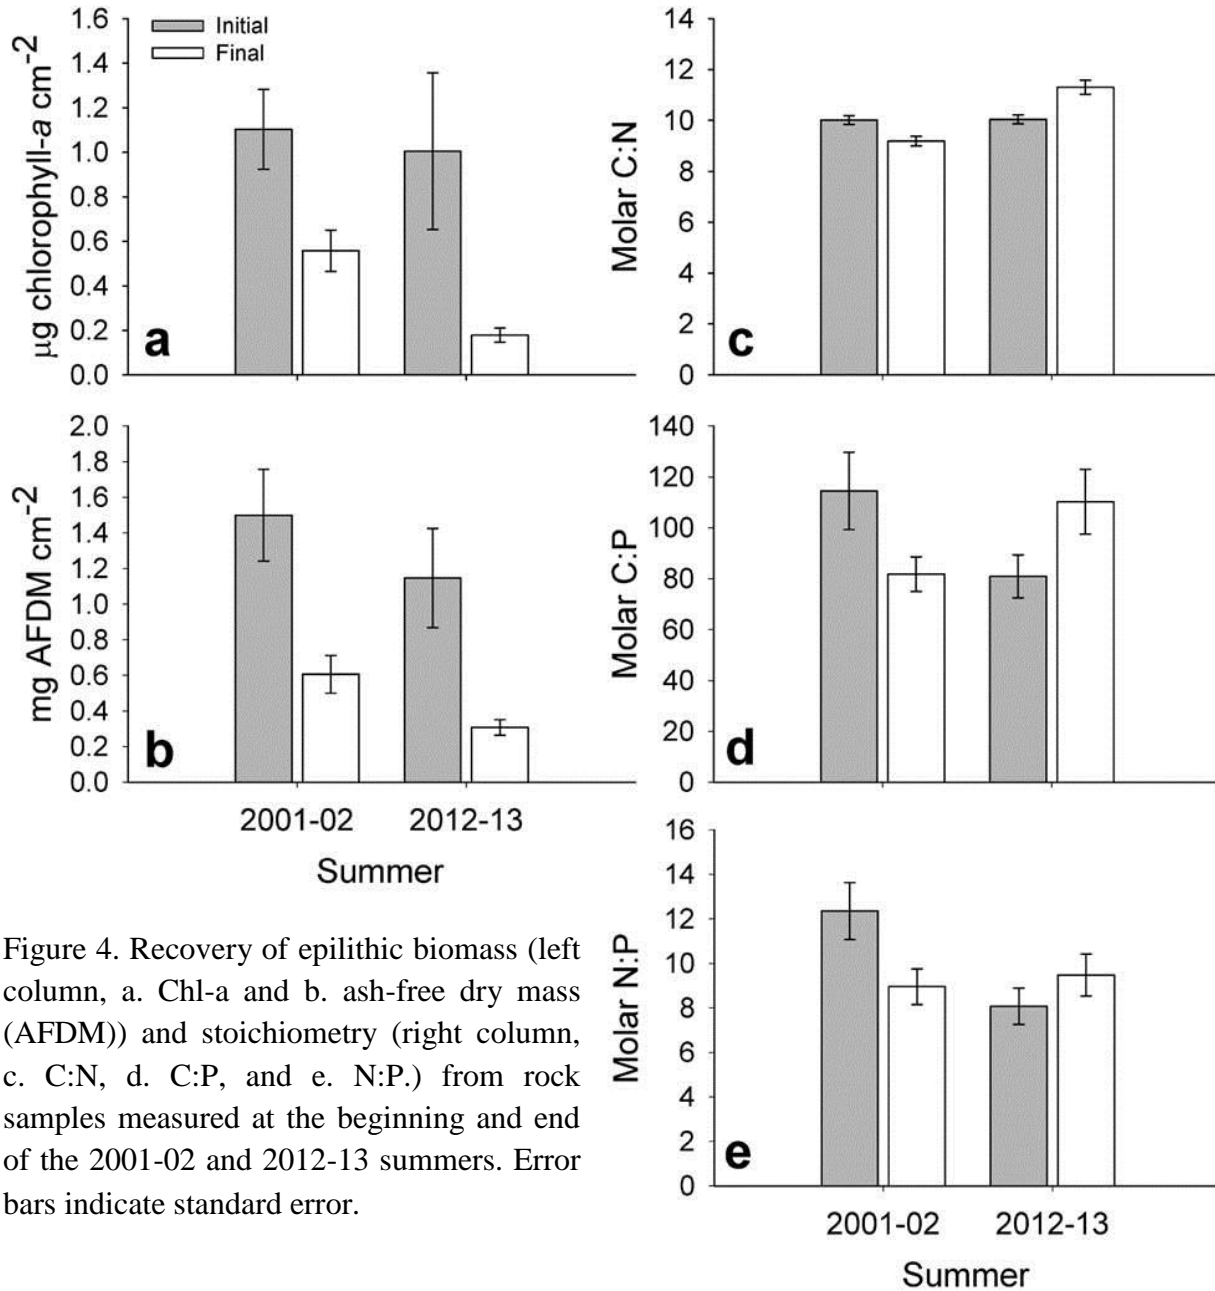 1.6
1.4
1.2
1.0
0.8
0.6
0.4
0.2
0.0
µg chlorophyll-a cm-2
Initial
Final
a
14
12
10
8
6
4
2
0
Molar C:N
c
2.0
1.8
1.6
1.4
1.2
1.0
0.8
0.6
0.4
0.2
0.0
mg AFDM cm-2
b
2001-02 2012-13
Summer
140
120
100
80
60
40
20
0
Molar C:P
d
16
14
12
10
8
6
4
2
0
Molar N:P
e
2001-02 2012-13
Summer
Figure 4. Recovery of epilithic biomass (left
column, a. Chl-a and b. ash-free dry mass
(AFDM)) and stoichiometry (right column,
c. C:N, d. C:P, and e. N:P.) from rock
samples measured at the beginning and end
of the 2001-02 and 2012-13 summers. Error
bars indicate standard error.